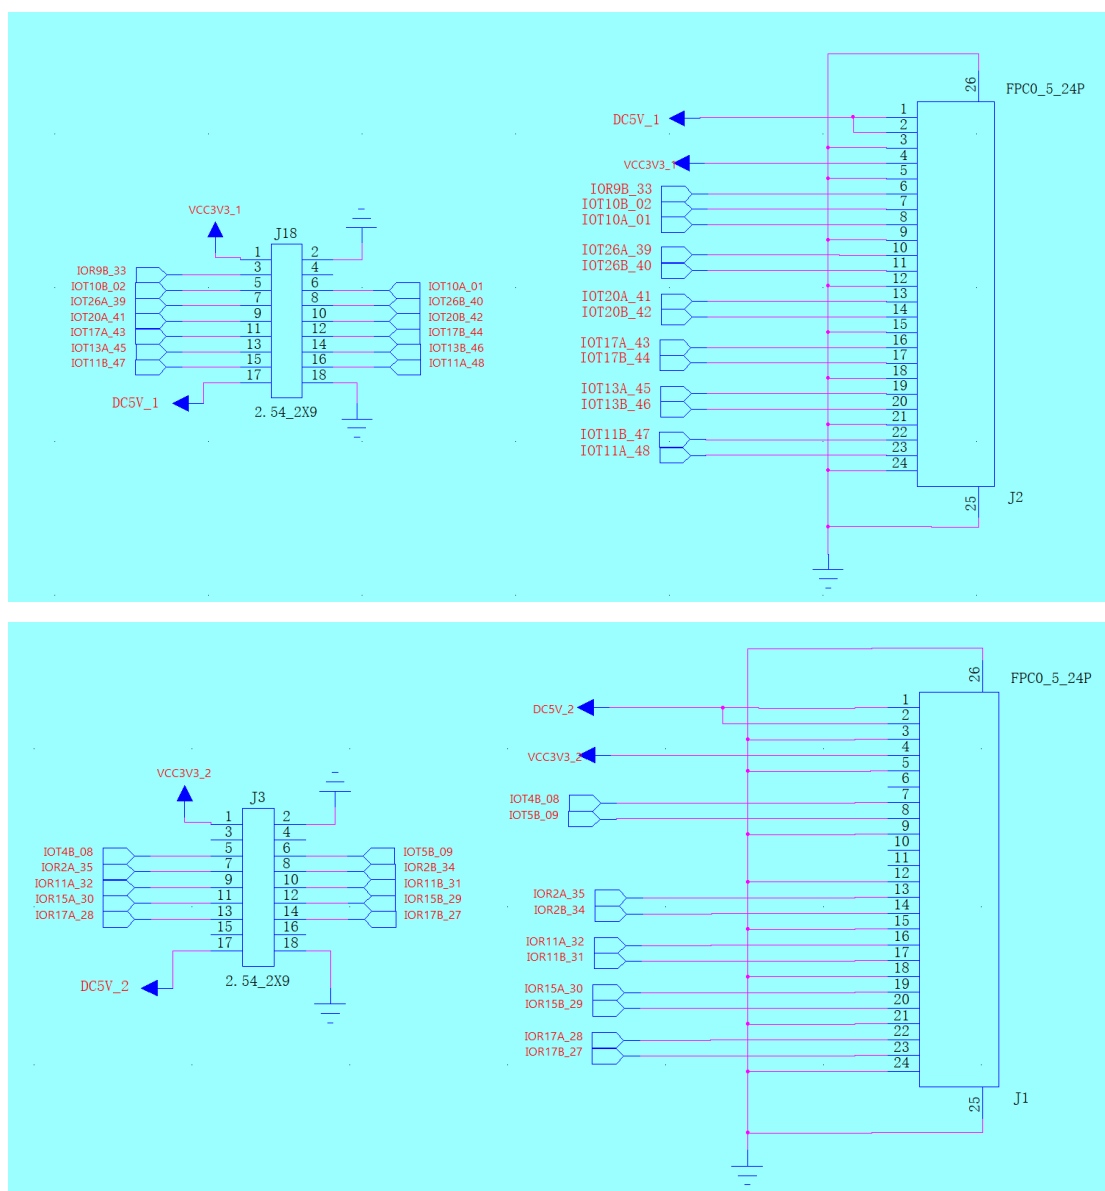 VCC3V3_1
J18
1 2
3 4
5 6
7 8
9 10
11 12
13 14
15 16
17 18
IOR9B_33
IOT10B_02
IOT26A_39
IOT20A_41
IOT17A_43
IOT13A_45
IOT11B_47
IOT10A_01
IOT26B_40
IOT20B_42
IOT17B_44
IOT13B_46
IOT11A_48
DC5V_1
2.54_2X9
26
FPC0_5_24P
DC5V_1
VCC3V3_1
IOR9B_33
IOT10B_02
IOT10A_01
IOT26A_39
IOT26B_40
IOT20A_41
IOT20B_42
IOT17A_43
IOT17B_44
IOT13A_45
IOT13B_46
IOT11B_47
IOT11A_48
1
2
3
4
5
6
7
8
9
10
11
12
13
14
15
16
17
18
19
20
21
22
23
24
25
J2
VCC3V3_2
J3
1 2
3 4
5 6
7 8
9 10
11 12
13 14
15 16
17 18
IOT4B_08
IOR2A_35
IOR11A_32
IOR15A_30
IOR17A_28
IOT5B_09
IOR2B_34
IOR11B_31
IOR15B_29
IOR17B_27
DC5V_2
2.54_2X9
26
FPC0_5_24P
DC5V_2
VCC3V3_2
IOT4B_08
IOT5B_09
IOR2A_35
IOR2B_34
IOR11A_32
IOR11B_31
IOR15A_30
IOR15B_29
IOR17A_28
IOR17B_27
1
2
3
4
5
6
7
8
9
10
11
12
13
14
15
16
17
18
19
20
21
22
23
24
25
J1